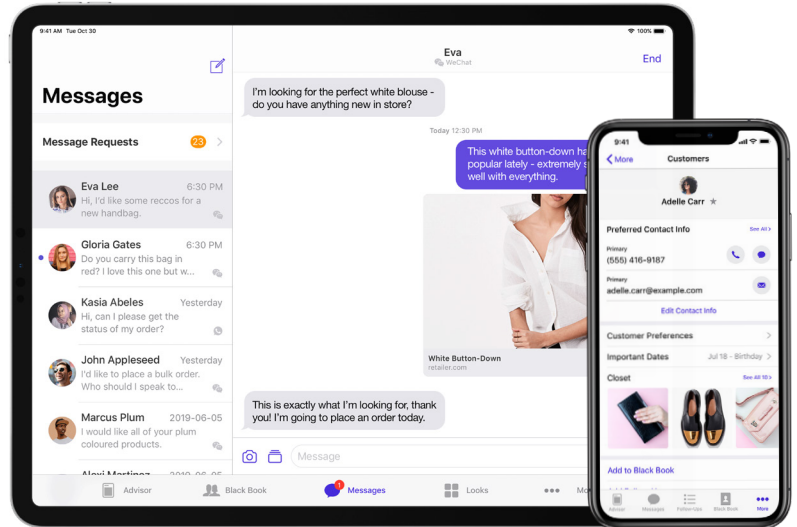 9:41 AM Tue Oct 30
100%
Messages
Message Requests
23
Eva Lee
6:30 PM
Hi, I'd like some reccos for a
new handbag.
Gloria Gates
6:30 PM
Do you carry this bag in
red? I love this one but w...
Kasia Abeles
Yesterday
Hi, can I please get the
status of my order?
John Appleseed
Yesterday
I'd like to place a bulk order.
Who should I speak to...
Marcus Plum
2019-06-05
I would like all of your plum
coloured products.
Alexi Martinez
2019-06-05
Eva
WeChat
End
I'm looking for the perfect white blouse -
do you have anything new in store?
Today 12:30 PM
This white button-down ha
popular lately - extremely s
well with everything.
White Button-Down
retailer.com
This is exactly what I'm looking for, thank
you! I'm going to place an order today.
Message
Advisor
Black Book
1
Messages
Looks
Mo
9:41
More
Customers
Adelle Carr
Preferred Contact Info
See All
Primary
(555) 416-9187
Primary
adelle.carr@example.com
Edit Contact Info
Customer Preferences
Important Dates
Jul 18 - Birthday
Closet
See All 10
Add to Black Book
Advisor
Messages
Follow-Ups
Black Book
More